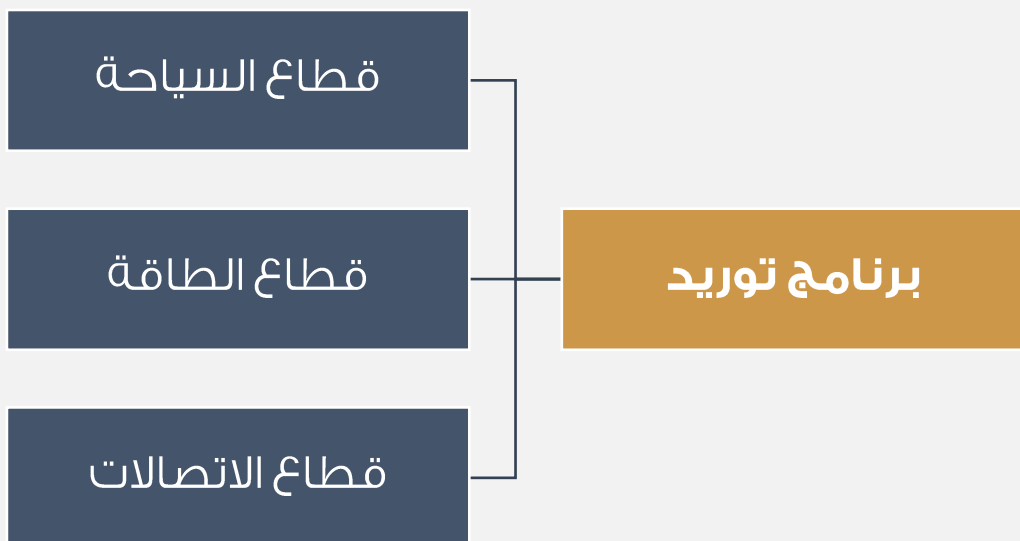 برنامج توريد
قطاع السياحة
قطاع الطاقة
قطاع الاتصالات